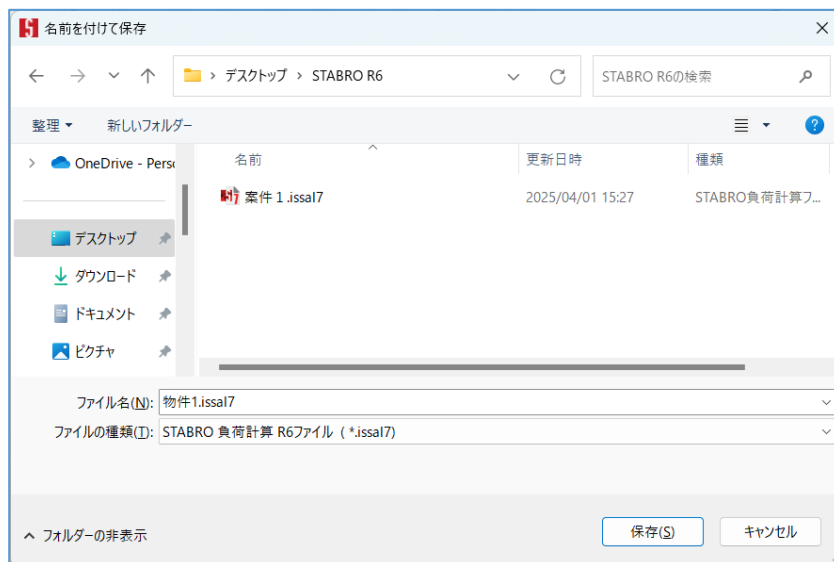 名前を付けて保存
デスクトップ › STABRO R6
STABRO R6の検索
整理 新しいフォルダー
名前 更新日時 種類
OneDrive - Persc
案件１.issal7 2025/04/01 15:27 STABRO負荷計算フ...
デスクトップ
ダウンロード
ドキュメント
ピクチャ
ファイル名(N): 物件1.issal7
ファイルの種類(T): STABRO 負荷計算 R6ファイル ( *.issal7)
フォルダーの非表示 保存(S) キャンセル